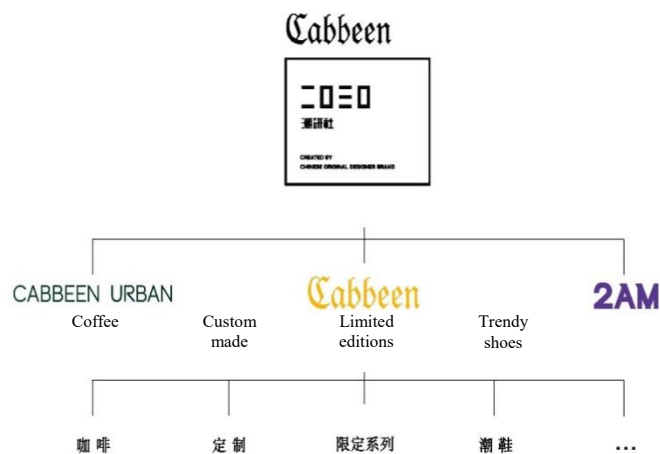 Cabbeen
二0三0
潮研社
CREATED BY
CHINESE ORIGINAL DESIGNER BRAND
CABBEEN URBAN
Cabbeen
2AM
Coffee
Custom made
Limited editions
Trendy shoes
咖啡
定制
限定系列
潮鞋
...